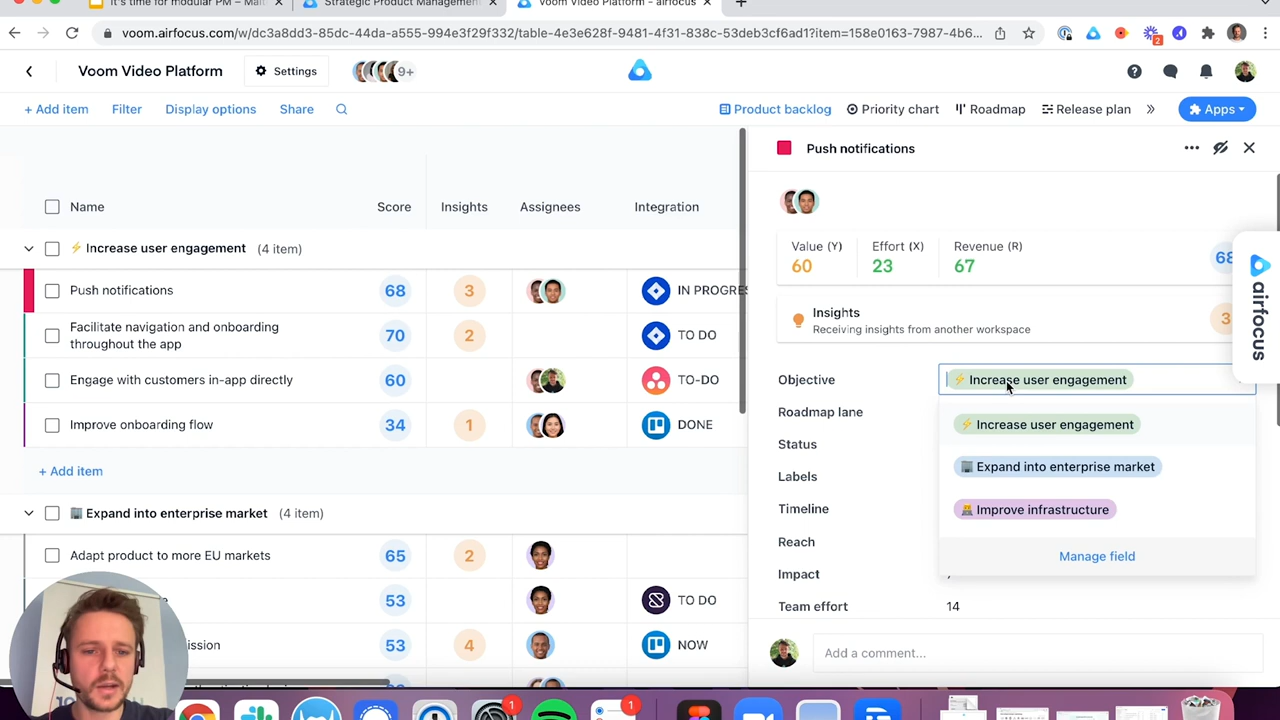 It's time for modular PM – Mait
Strategic Product Management
Voom Video Platform - airfocus
voom.airfocus.com/w/dc3a8dd3-85dc-44da-a555-994e3f29f332/table-4e3e628f-9481-4f31-838c-53deb3cf6ad1?item=158e0163-7987-4b6...
2
Voom Video Platform
Settings
9+
+ Add item
Filter
Display options
Share
Product backlog
Priority chart
Roadmap
Release plan
Apps
Name
Score
Insights
Assignees
Integration
⚡ Increase user engagement (4 item)
Push notifications
68
3
IN PROGRES
Facilitate navigation and onboarding
throughout the app
70
2
TO DO
Engage with customers in-app directly
60
TO-DO
Improve onboarding flow
34
1
DONE
+ Add item
🏢 Expand into enterprise market (4 item)
Adapt product to more EU markets
65
2
53
TO DO
ission
53
4
NOW
Push notifications
Value (Y)
60
Effort (X)
23
Revenue (R)
67
68
Insights
Receiving insights from another workspace
3
airfocus
Objective
⚡ Increase user engagement
Roadmap lane
⚡ Increase user engagement
Status
🏢 Expand into enterprise market
Labels
Timeline
Improve infrastructure
Reach
Manage field
Impact
Team effort
14
Add a comment...
1
1